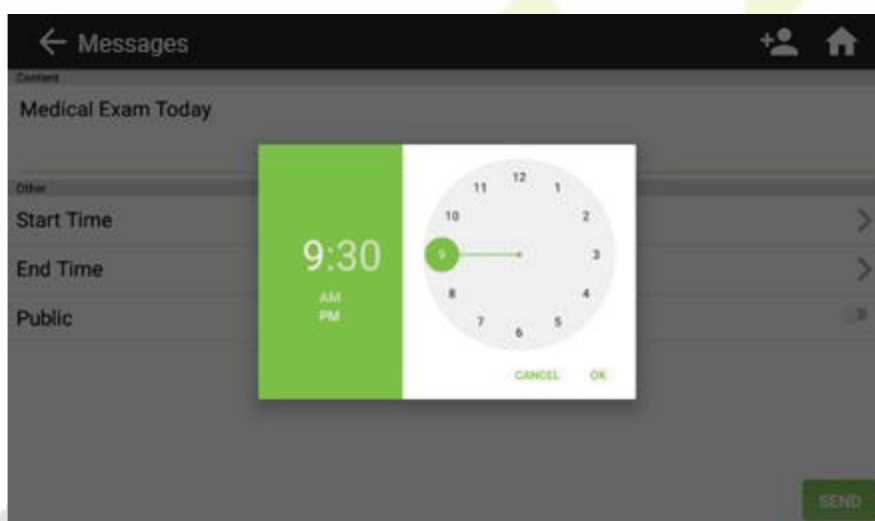 Messages
Content
Medical Exam Today
Other
Start Time
End Time
Public
9:30
AM
PM
12
1
2
3
4
5
6
7
8
9
10
11
CANCEL OK
SEND